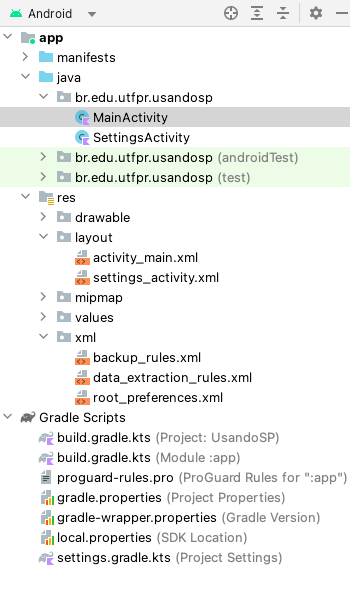 Android
app
manifests
java
br.edu.utfpr.usandosp
MainActivity
SettingsActivity
br.edu.utfpr.usandosp (androidTest)
br.edu.utfpr.usandosp (test)
res
drawable
layout
activity_main.xml
settings_activity.xml
mipmap
values
xml
backup_rules.xml
data_extraction_rules.xml
root_preferences.xml
Gradle Scripts
build.gradle.kts (Project: UsandoSP)
build.gradle.kts (Module :app)
proguard-rules.pro (ProGuard Rules for ":app")
gradle.properties (Project Properties)
gradle-wrapper.properties (Gradle Version)
local.properties (SDK Location)
settings.gradle.kts (Project Settings)